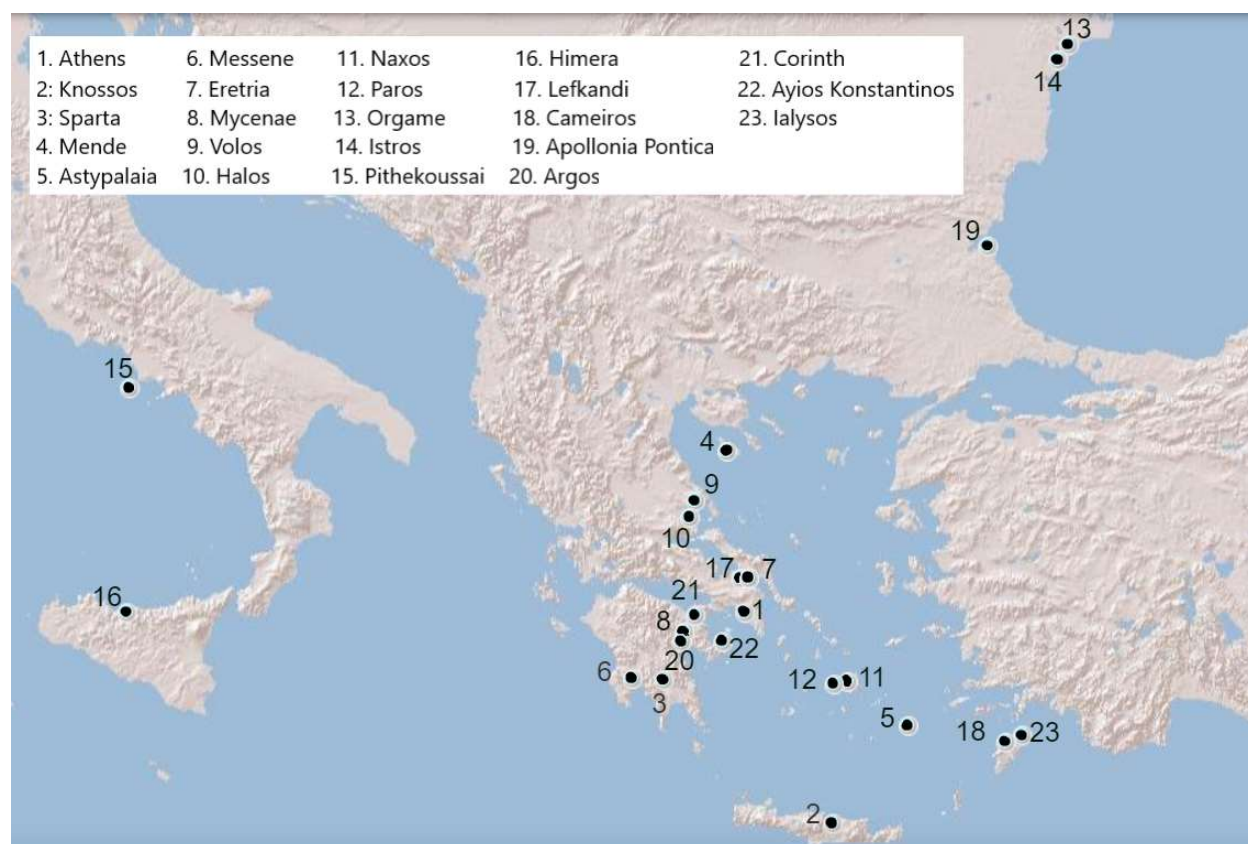 1. Athens
2: Knossos
3: Sparta
4. Mende
5. Astypalaia
6. Messene
7. Eretria
8. Mycenae
9. Volos
10. Halos
11. Naxos
12. Paros
13. Orgame
14. Istros
15. Pithekoussai
16. Himera
17. Lefkandi
18. Cameiros
19. Apollonia Pontica
20. Argos
21. Corinth
22. Ayios Konstantinos
23. Ialysos
13
14
19
15
4
9
10
17 7
21
16
1
8
22
20
6
3
12 11
5
18 23
2